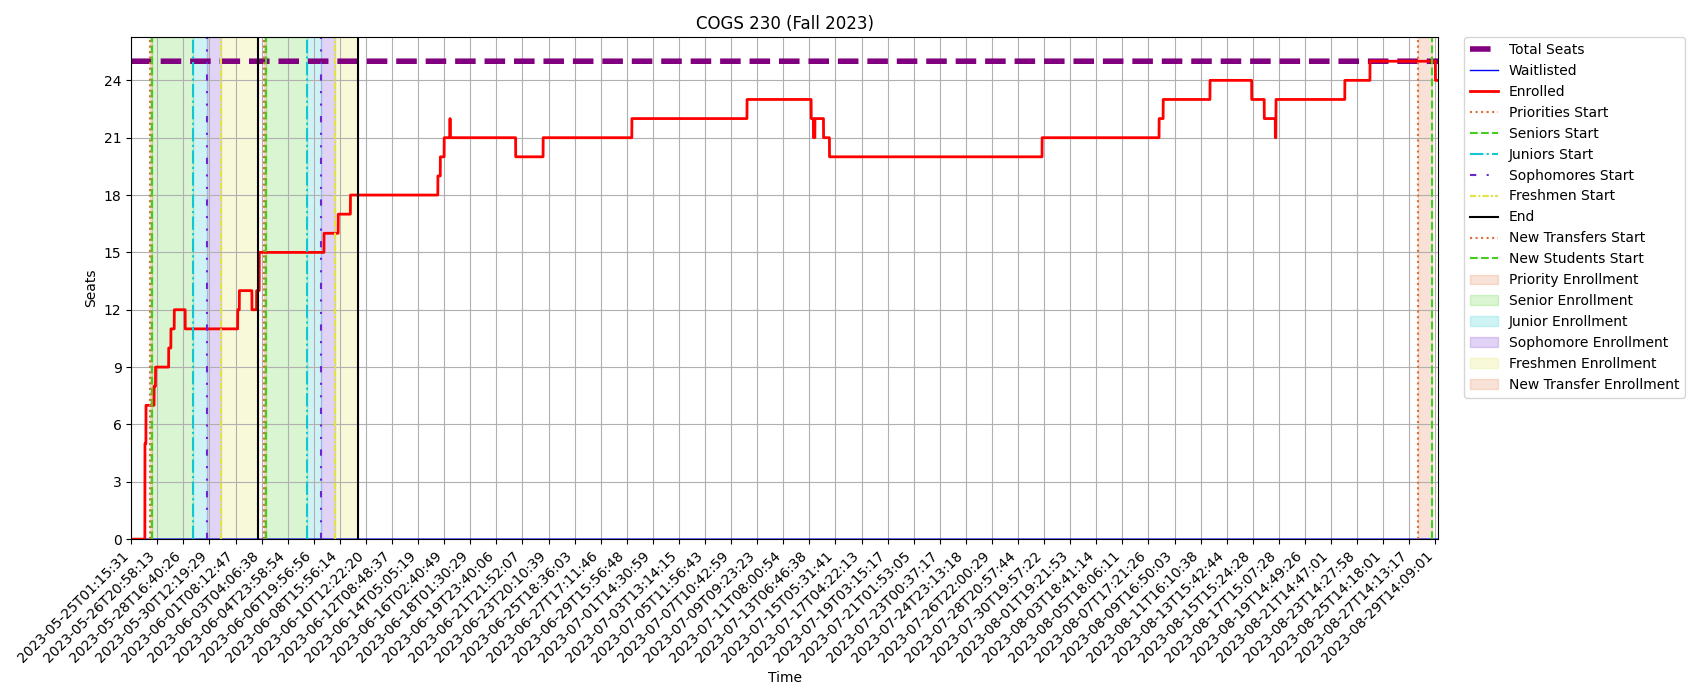 COGS 230 (Fall 2023)
Seats
24
21
18
15
12
9
6
3
0
2023-05-25T01:15:31
2023-05-26T20:58:13
2023-05-28T16:40:26
2023-05-30T12:19:29
2023-06-01T08:12:47
2023-06-03T04:06:38
2023-06-04T23:58:54
2023-06-06T19:56:56
2023-06-08T15:56:14
2023-06-10T12:22:20
2023-06-12T08:48:37
2023-06-14T05:05:19
2023-06-16T02:40:49
2023-06-18T01:30:29
2023-06-19T23:40:06
2023-06-21T21:52:07
2023-06-23T20:10:39
2023-06-25T18:36:03
2023-06-27T17:11:46
2023-06-29T15:56:48
2023-07-01T14:30:59
2023-07-03T13:14:15
2023-07-05T11:56:43
2023-07-07T10:42:59
2023-07-09T09:23:23
2023-07-11T08:00:54
2023-07-13T06:46:38
2023-07-15T05:31:41
2023-07-17T04:22:13
2023-07-19T03:15:17
2023-07-21T01:53:05
2023-07-23T00:37:17
2023-07-24T23:13:18
2023-07-26T22:00:29
2023-07-28T20:57:44
2023-07-30T19:57:22
2023-08-01T19:21:53
2023-08-03T18:41:14
2023-08-05T18:06:11
2023-08-07T17:21:26
2023-08-09T16:50:03
2023-08-11T16:10:38
2023-08-13T15:42:44
2023-08-15T15:24:28
2023-08-17T15:07:28
2023-08-19T14:49:26
2023-08-21T14:47:01
2023-08-23T14:27:58
2023-08-25T14:18:01
2023-08-27T14:13:17
2023-08-29T14:09:01
Time
Total Seats
Waitlisted
Enrolled
Priorities Start
Seniors Start
Juniors Start
Sophomores Start
Freshmen Start
End
New Transfers Start
New Students Start
Priority Enrollment
Senior Enrollment
Junior Enrollment
Sophomore Enrollment
Freshmen Enrollment
New Transfer Enrollment